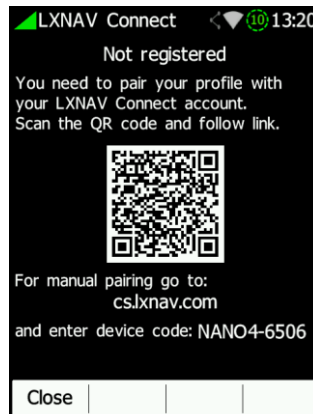 LXNAV Connect 10 13:20
Not registered
You need to pair your profile with
your LXNAV Connect account.
Scan the QR code and follow link.
For manual pairing go to:
cs.lxnav.com
and enter device code: NANO4-6506
Close